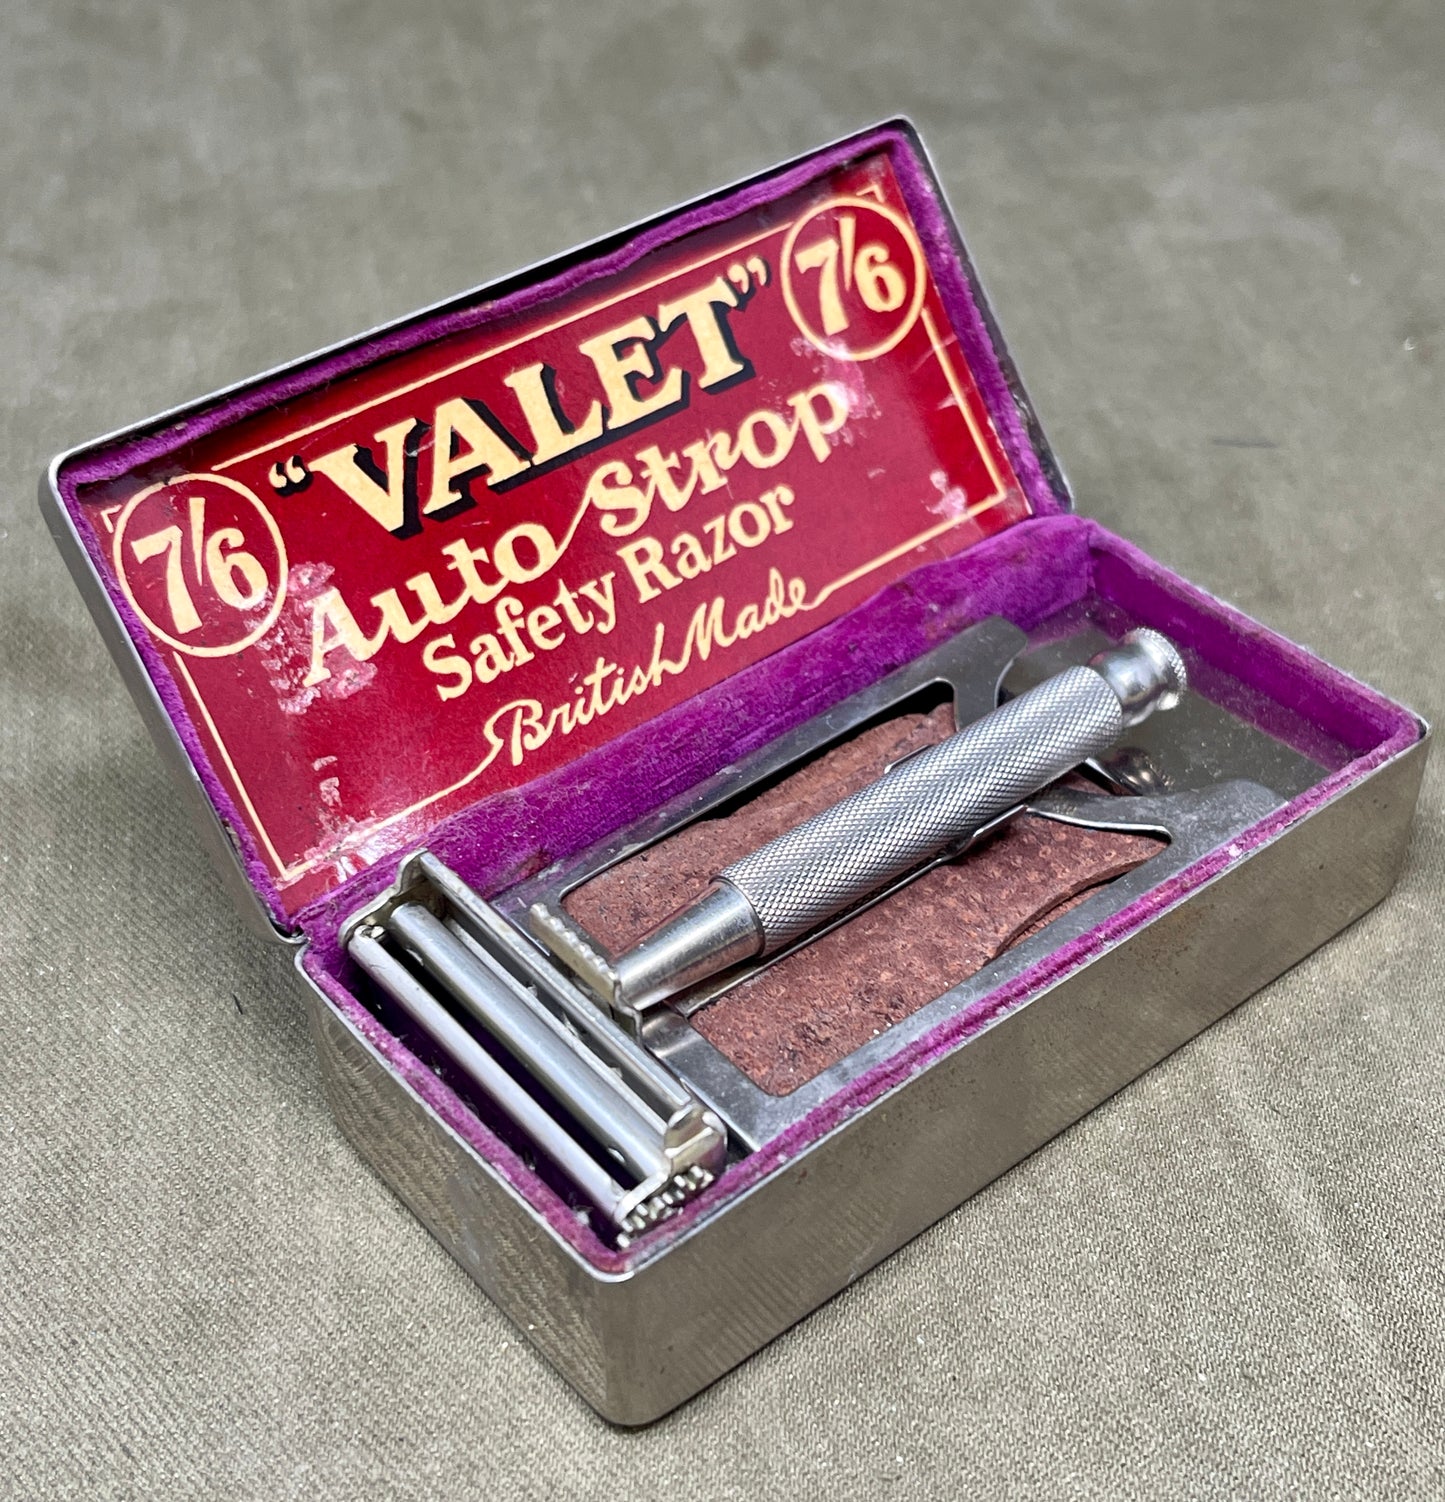 7/6
"VALET"
7/6
Auto Strop
Safety Razor
British Made